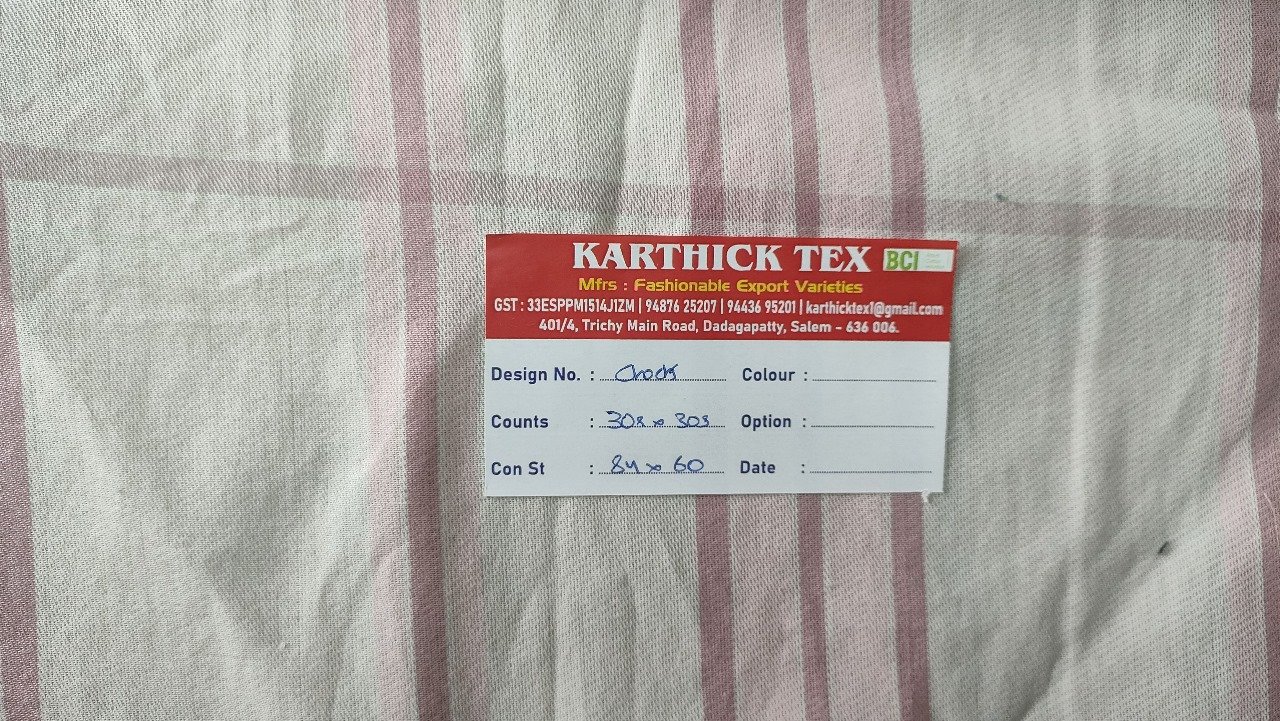 KARTHICK TEX BCI
Mfrs : Fashionable Export Varieties
GST : 33ESPPM1514J1ZM | 94876 25207 | 94436 95201 | karthicktex1@gmail.com
401/4, Trichy Main Road, Dadagapatty, Salem - 636 006.
Design No. : Check Colour :
Counts : 30s x 30s Option :
Con St : 84 x 60 Date :